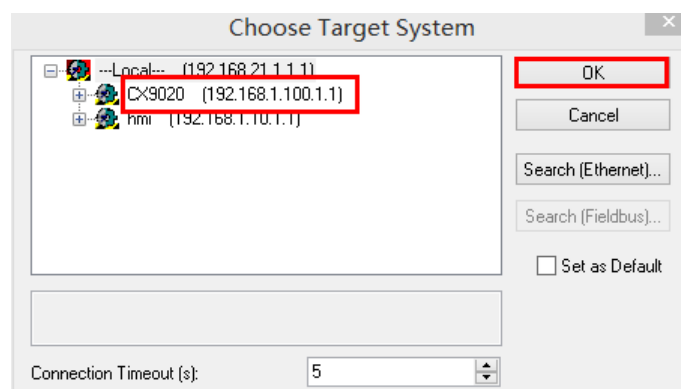 Choose Target System
---Local--- (192.168.21.1.1.1)
OK
CX9020 (192.168.1.100.1.1)
hmi (192.168.1.10.1.1)
Cancel
Search (Ethernet)...
Search (Fieldbus)...
Set as Default
Connection Timeout (s):
5